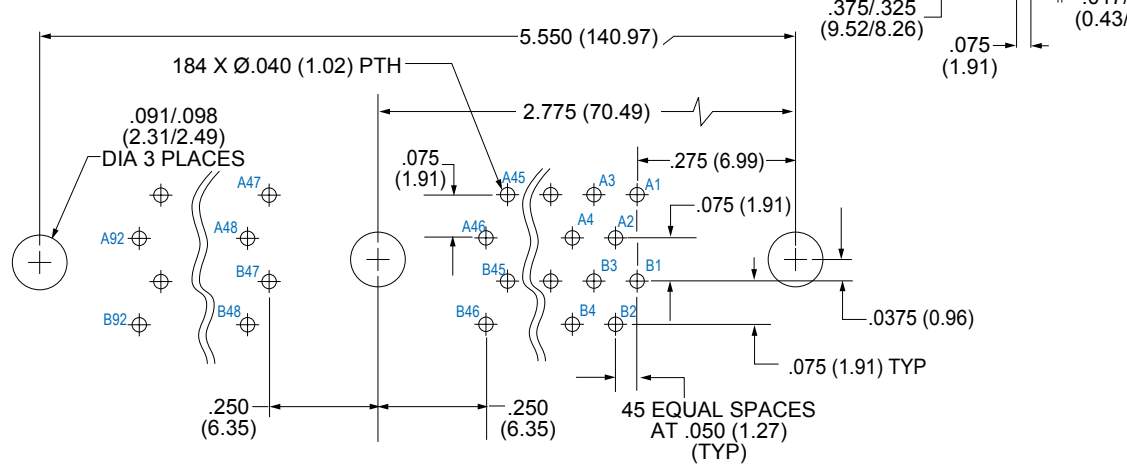 .375/.325
(9.52/8.26)
(0.43/
.075
(1.91)
5.550 (140.97)
184 X Ø.040 (1.02) PTH
2.775 (70.49)
.091/.098
(2.31/2.49)
DIA 3 PLACES
.075
(1.91)
.275 (6.99)
A47
A45
A3
A1
.075 (1.91)
A92
A48
A46
A4
A2
B47
B45
B3
B1
B92
B48
B46
B4
B2
.0375 (0.96)
.075 (1.91) TYP
.250
(6.35)
.250
(6.35)
45 EQUAL SPACES
AT .050 (1.27)
(TYP)